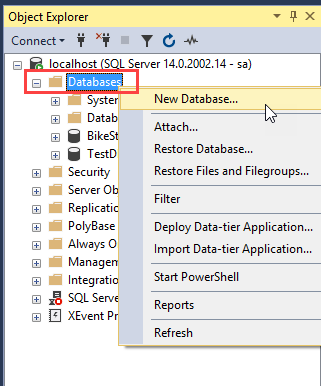 Object Explorer
Connect
localhost (SQL Server 14.0.2002.14 - sa)
Databases
System
Datab
BikeSt
TestD
Security
Server Ob
Replication
PolyBase
Always O
Managem
Integration
SQL Serve
XEvent Pr
New Database...
Attach...
Restore Database...
Restore Files and Filegroups...
Filter
Deploy Data-tier Application...
Import Data-tier Application...
Start PowerShell
Reports
Refresh